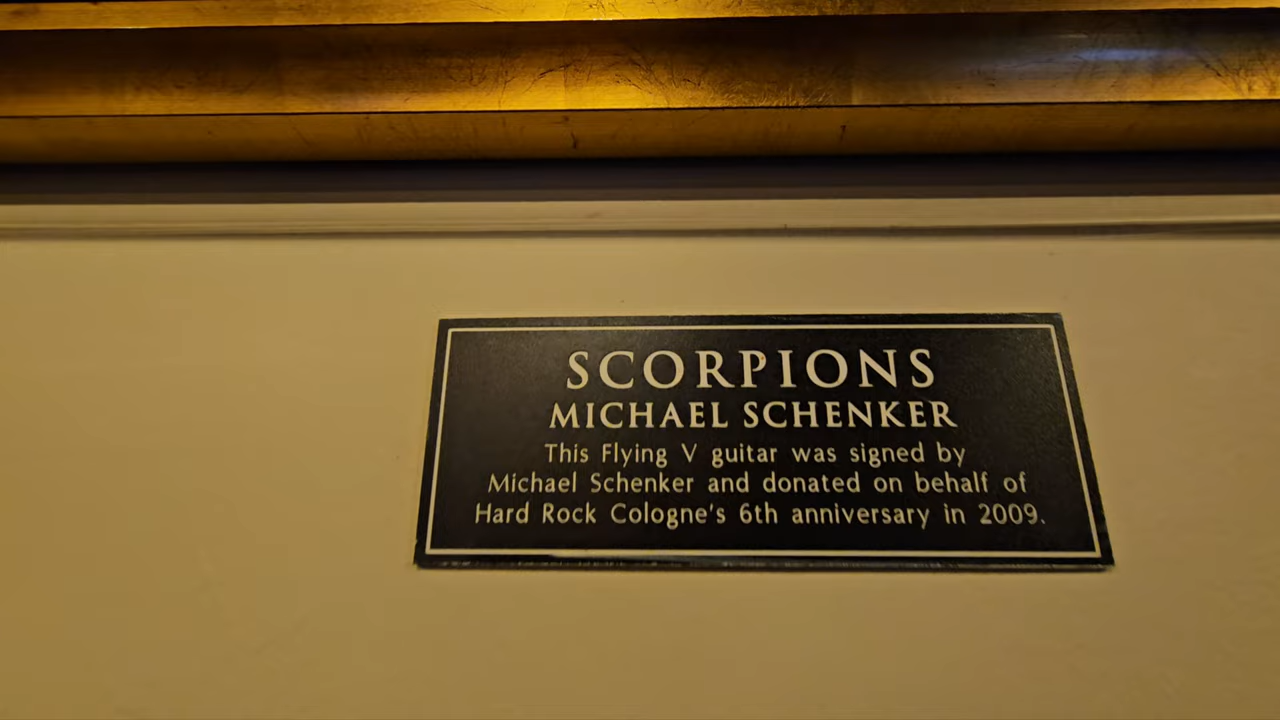 SCORPIONS
MICHAEL SCHENKER
This Flying V guitar was signed by
Michael Schenker and donated on behalf of
Hard Rock Cologne's 6th anniversary in 2009.